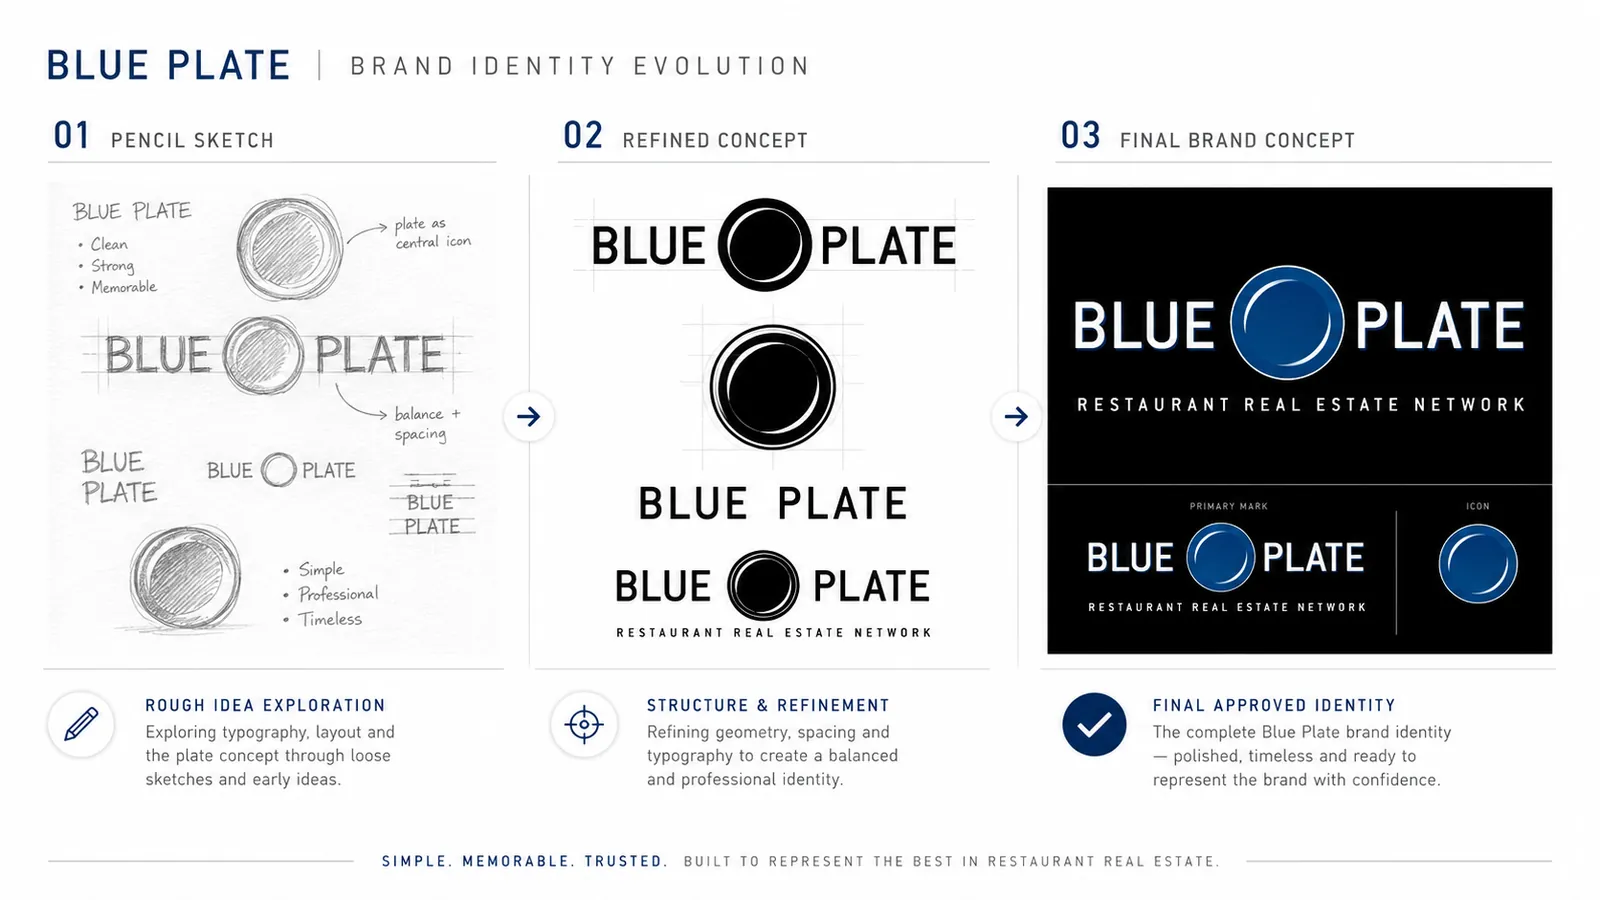 BLUE PLATE | BRAND IDENTITY EVOLUTION
01 PENCIL SKETCH
BLUE PLATE
• Clean
• Strong
• Memorable
plate as
central icon
BLUE PLATE
balance +
spacing
BLUE
PLATE
BLUE PLATE
BLUE
PLATE
• Simple
• Professional
• Timeless
ROUGH IDEA EXPLORATION
Exploring typography, layout and
the plate concept through loose
sketches and early ideas.
02 REFINED CONCEPT
BLUE PLATE
BLUE PLATE
BLUE PLATE
RESTAURANT REAL ESTATE NETWORK
STRUCTURE & REFINEMENT
Refining geometry, spacing and
typography to create a balanced
and professional identity.
03 FINAL BRAND CONCEPT
BLUE PLATE
RESTAURANT REAL ESTATE NETWORK
PRIMARY MARK
BLUE PLATE
RESTAURANT REAL ESTATE NETWORK
ICON
FINAL APPROVED IDENTITY
The complete Blue Plate brand identity
— polished, timeless and ready to
represent the brand with confidence.
SIMPLE. MEMORABLE. TRUSTED. BUILT TO REPRESENT THE BEST IN RESTAURANT REAL ESTATE.